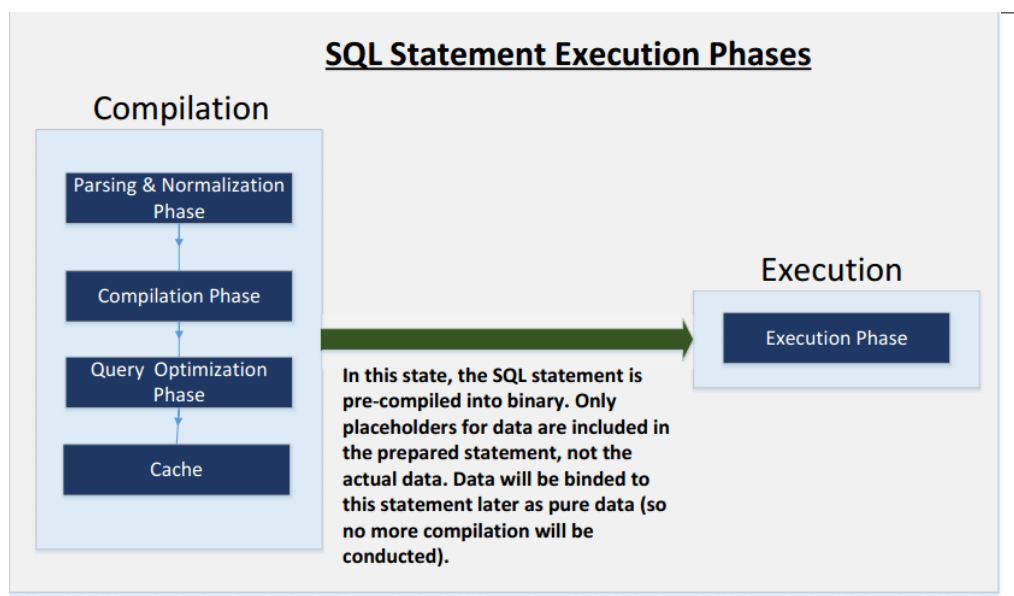 SQL Statement Execution Phases
Compilation
Parsing & Normalization
Phase
Compilation Phase
Query Optimization
Phase
Cache
In this state, the SQL statement is
pre-compiled into binary. Only
placeholders for data are included in
the prepared statement, not the
actual data. Data will be binded to
this statement later as pure data (so
no more compilation will be
conducted).
Execution
Execution Phase